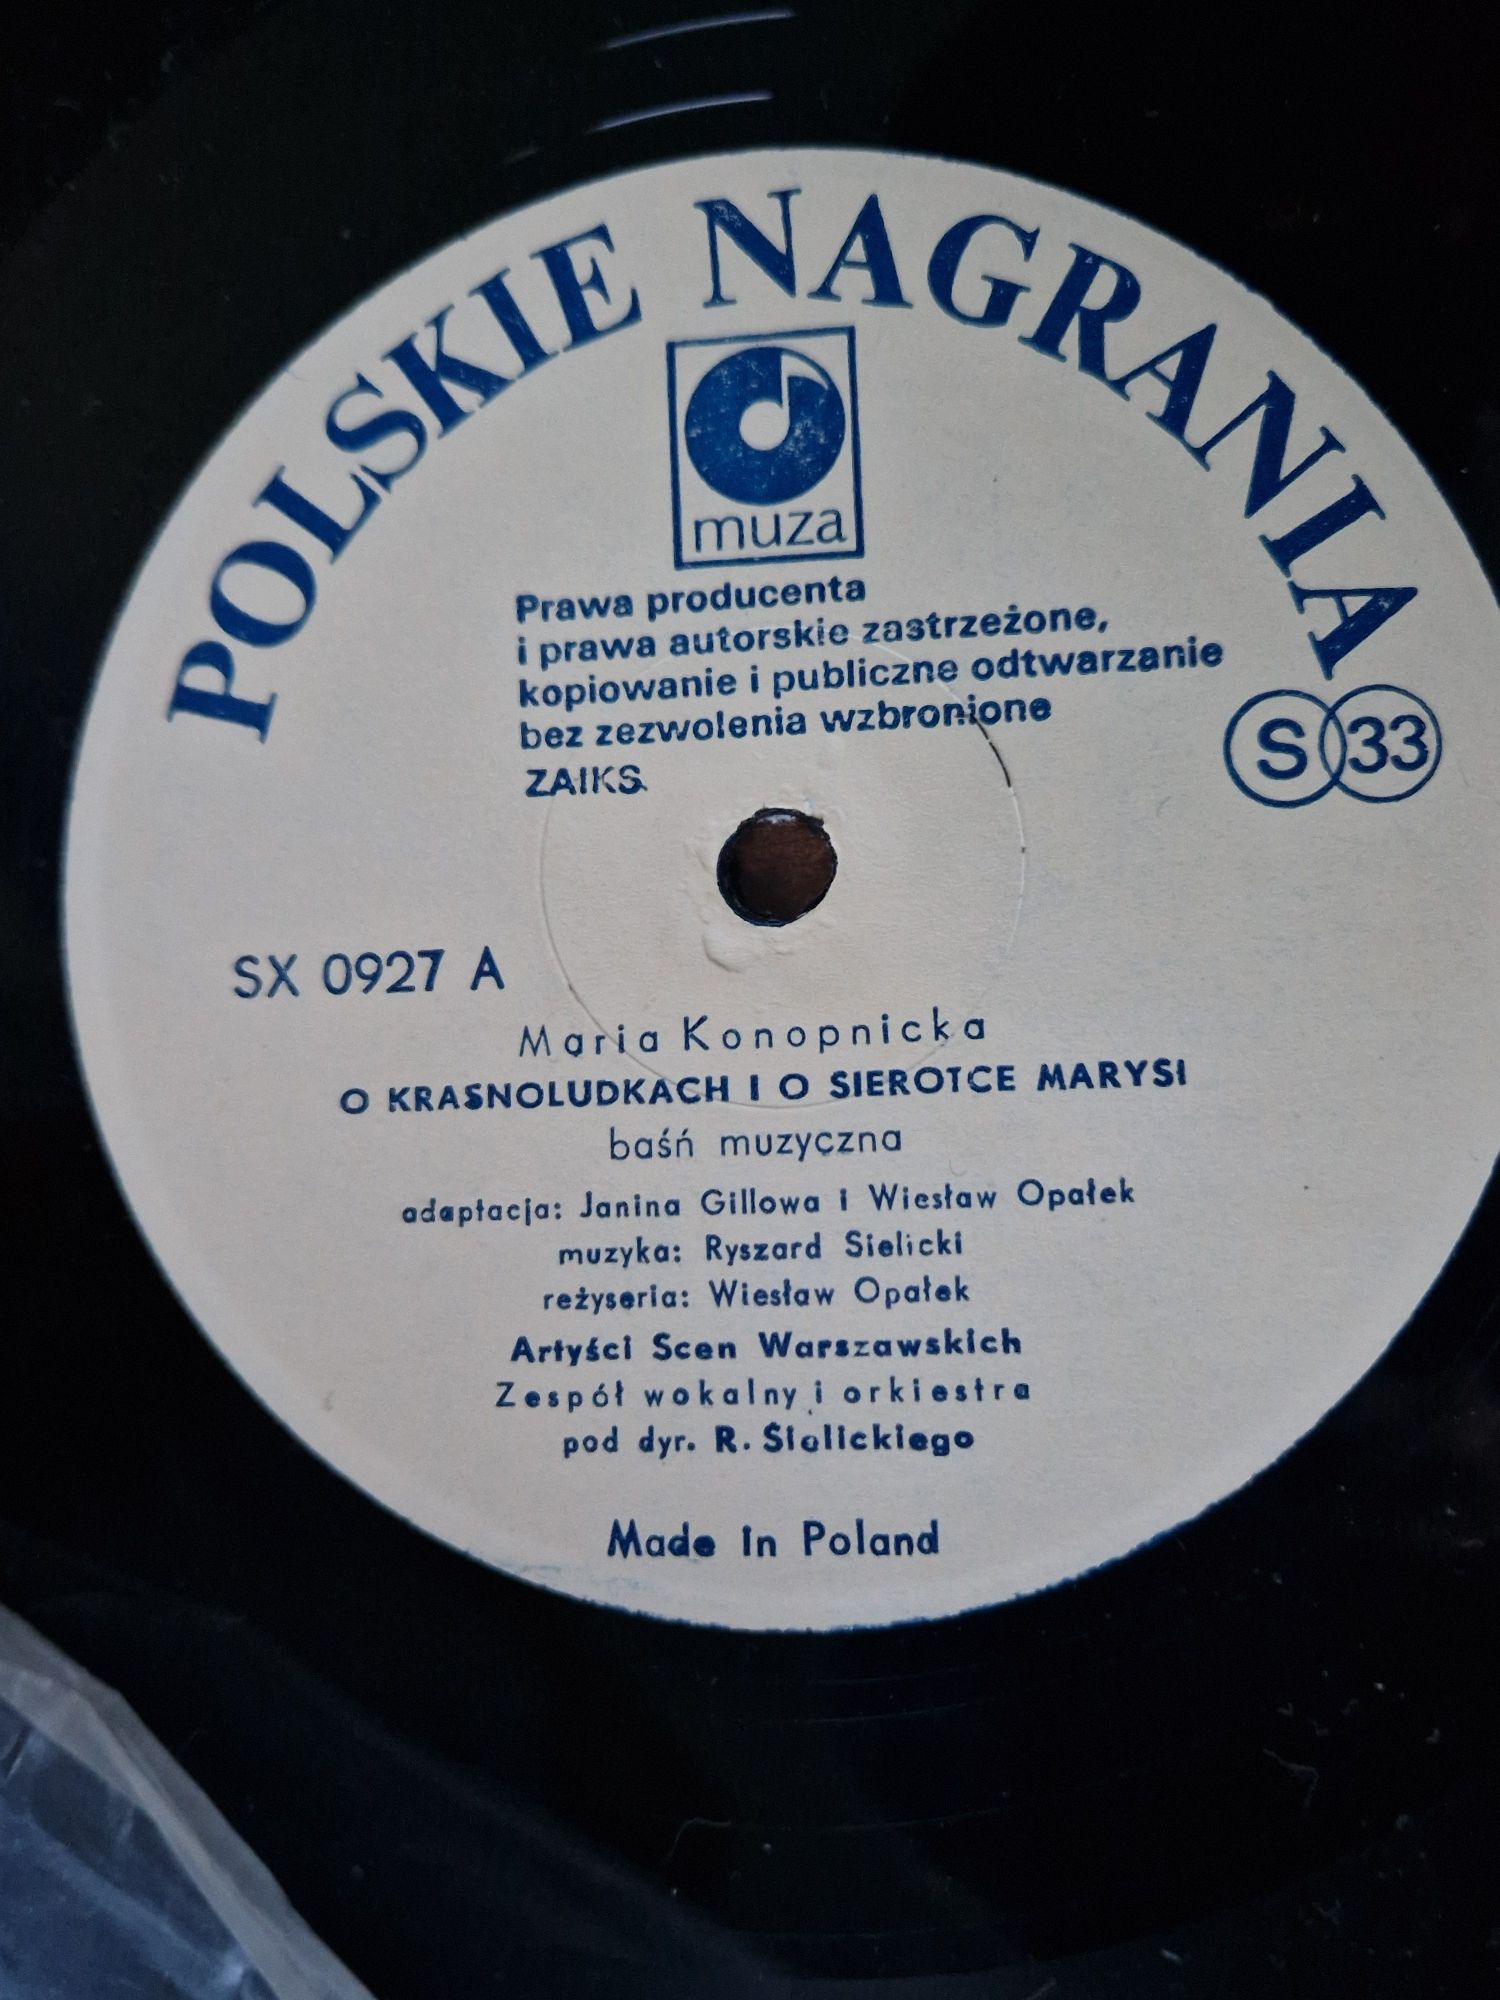 POLSKIE NAGRANIA
muza
Prawa producenta
i prawa autorskie zastrzeżone,
kopiowanie i publiczne odtwarzanie
bez zezwolenia wzbronione
ZAIKS
S 33
SX 0927 A
Maria Konopnicka
O KRASNOLUDKACH I O SIEROTCE MARYSI
baśń muzyczna
adaptacja: Janina Gillowa i Wiesław Opałek
muzyka: Ryszard Sielicki
reżyseria: Wiesław Opałek
Artyści Scen Warszawskich
Zespół wokalny i orkiestra
pod dyr. R. Sielickiego
Made in Poland